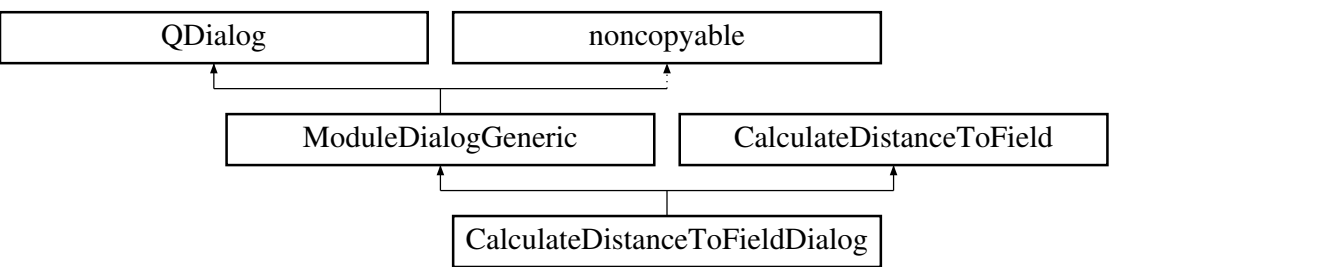 QDialog
noncopyable
ModuleDialogGeneric
CalculateDistanceToField
CalculateDistanceToFieldDialog